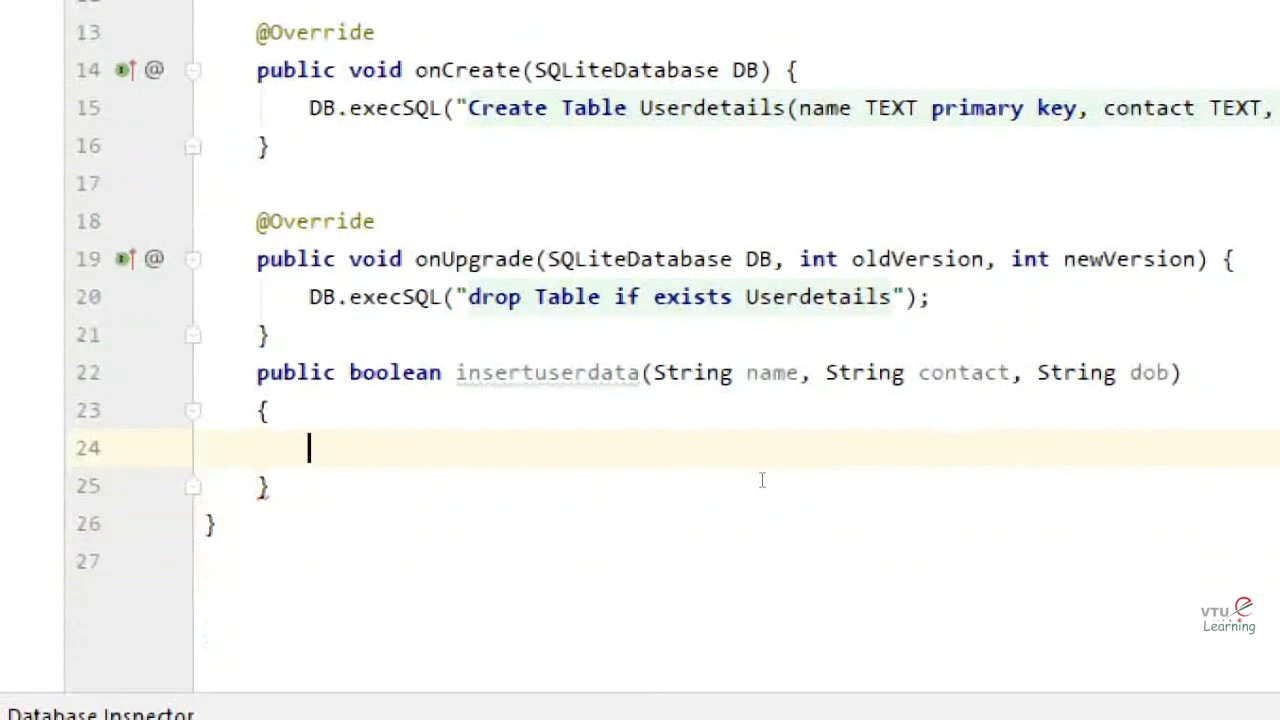 13 @Override
14 @ public void onCreate(SQLiteDatabase DB) {
15 DB.execSQL("Create Table Userdetails(name TEXT primary key, contact TEXT,
16 }
17
18 @Override
19 @ public void onUpgrade(SQLiteDatabase DB, int oldVersion, int newVersion) {
20 DB.execSQL("drop Table if exists Userdetails");
21 }
22 public boolean insertuserdata(String name, String contact, String dob)
23 {
24
25 }
26 }
27
VTU e
Learning
Database Inspector